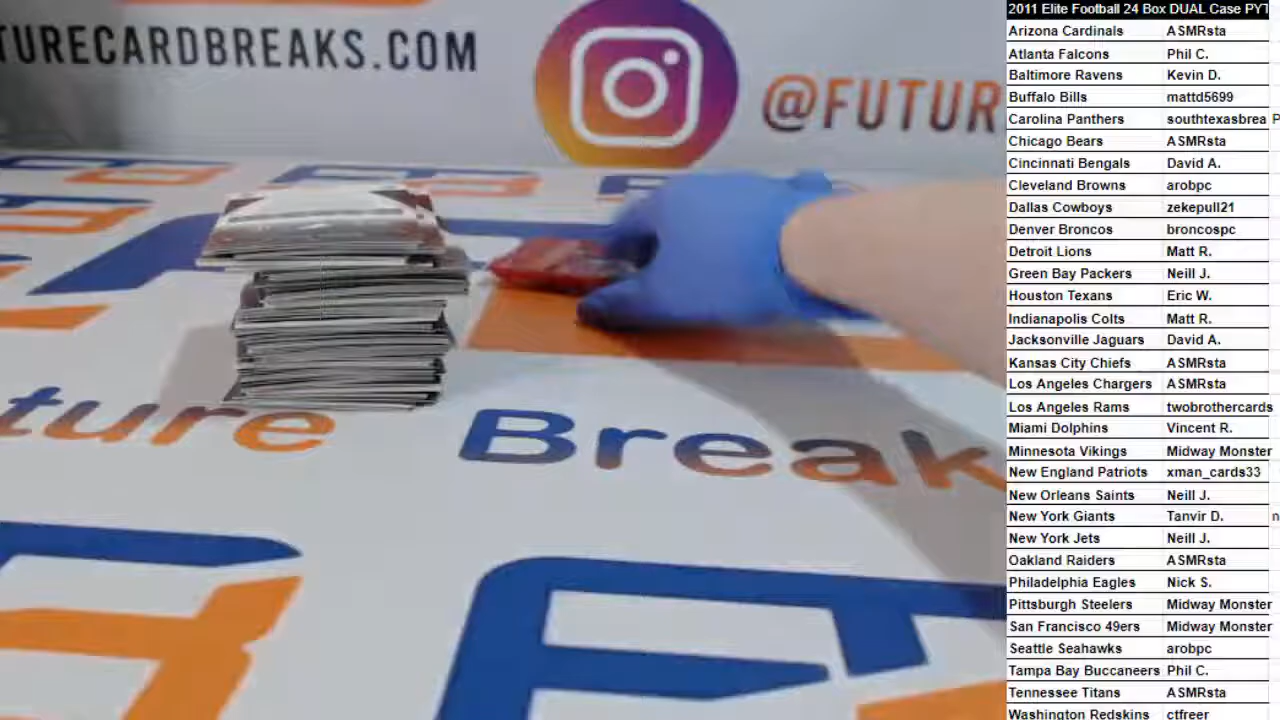 TURECARDBREAKS.COM
@FUTUR
ture Break
2011 Elite Football 24 Box DUAL Case PYT
Arizona Cardinals ASMRsta
Atlanta Falcons Phil C.
Baltimore Ravens Kevin D.
Buffalo Bills mattd5699
Carolina Panthers southtexasbrea P
Chicago Bears ASMRsta
Cincinnati Bengals David A.
Cleveland Browns arobpc
Dallas Cowboys zekepull21
Denver Broncos broncospc
Detroit Lions Matt R.
Green Bay Packers Neill J.
Houston Texans Eric W.
Indianapolis Colts Matt R.
Jacksonville Jaguars David A.
Kansas City Chiefs ASMRsta
Los Angeles Chargers ASMRsta
Los Angeles Rams twobrothercards
Miami Dolphins Vincent R.
Minnesota Vikings Midway Monster
New England Patriots xman_cards33
New Orleans Saints Neill J.
New York Giants Tanvir D. n
New York Jets Neill J.
Oakland Raiders ASMRsta
Philadelphia Eagles Nick S.
Pittsburgh Steelers Midway Monster
San Francisco 49ers Midway Monster
Seattle Seahawks arobpc
Tampa Bay Buccaneers Phil C.
Tennessee Titans ASMRsta
Washington Redskins ctfreer